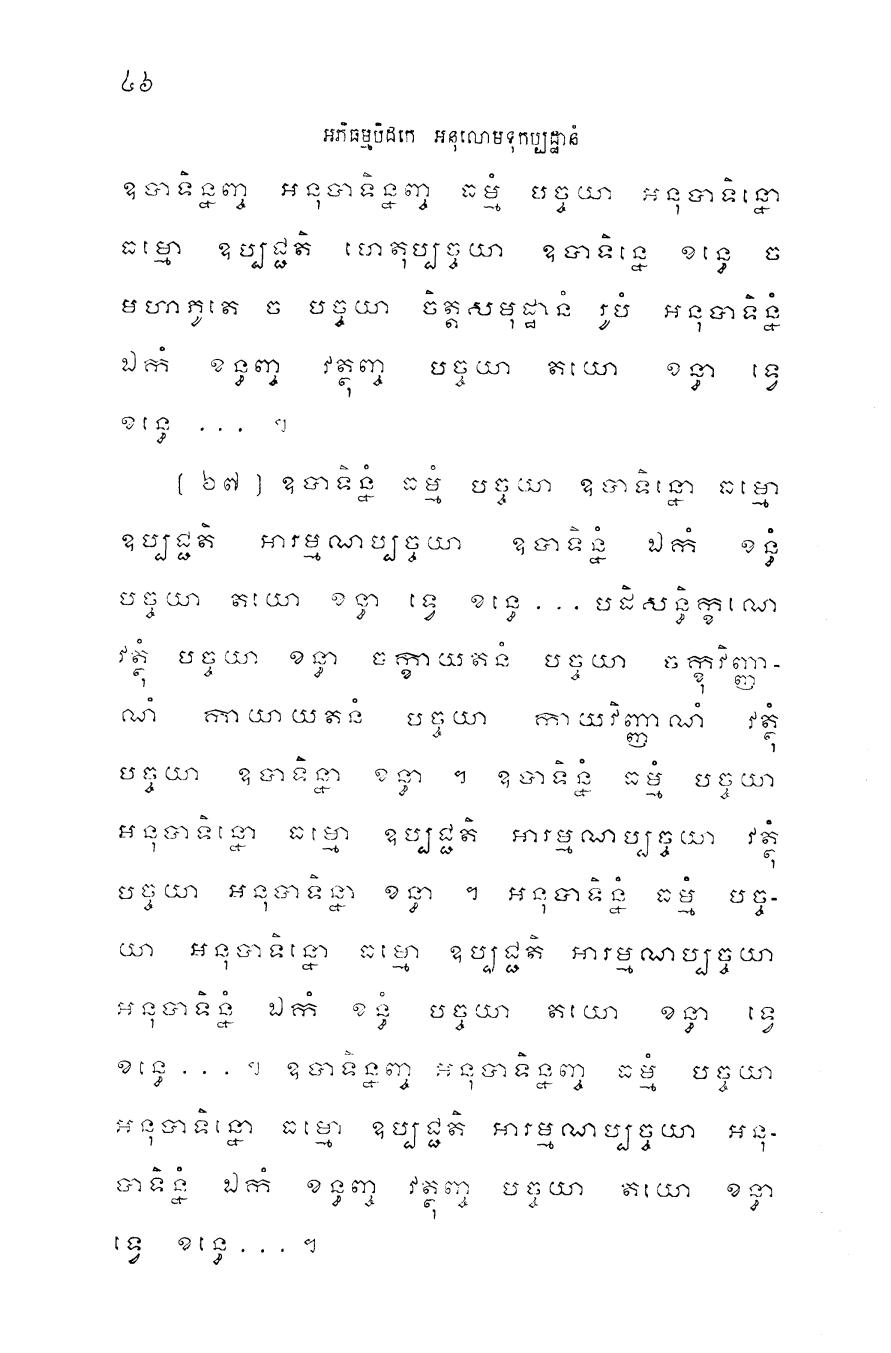 ៤៦
អភិធម្មបិដកេ អនុលោមទុកប្បដ្ឋានំ
ឧបាទិន្នញ្ច អនុបាទិន្នញ្ច ធម្មំ បច្ចយា អនុបាទិន្នោ
ធម្មោ ឧប្បជ្ជតិ ហេតុប្បច្ចយា ឧបាទិន្នេ ខន្ធេ ច
មហាភូតេ ច បច្ចយា ចិត្តសមុដ្ឋានំ រូបំ អនុបាទិន្នំ
ឯកំ ខន្ធញ្ច វត្ថុញ្ច បច្ចយា តយោ ខន្ធា ទ្វេ
ខន្ធេ ... ។
[ ៦៧ ] ឧបាទិន្នំ ធម្មំ បច្ចយា ឧបាទិន្នោ ធម្មោ
ឧប្បជ្ជតិ អារម្មណប្បច្ចយា ឧបាទិន្នំ ឯកំ ខន្ធំ
បច្ចយា តយោ ខន្ធា ទ្វេ ខន្ធេ ... បដិសន្ធិក្ខណេ
វត្ថុំ បច្ចយា ខន្ធា ចក្ខាយតនំ បច្ចយា ចក្ខុវិញ្ញា-
ណំ កាយាយតនំ បច្ចយា កាយវិញ្ញាណំ វត្ថុំ
បច្ចយា ឧបាទិន្នា ខន្ធា ។ ឧបាទិន្នំ ធម្មំ បច្ចយា
អនុបាទិន្នោ ធម្មោ ឧប្បជ្ជតិ អារម្មណប្បច្ចយា វត្ថុំ
បច្ចយា អនុបាទិន្នា ខន្ធា ។ អនុបាទិន្នំ ធម្មំ បច្ច-
យា អនុបាទិន្នោ ធម្មោ ឧប្បជ្ជតិ អារម្មណប្បច្ចយា
អនុបាទិន្នំ ឯកំ ខន្ធំ បច្ចយា តយោ ខន្ធា ទ្វេ
ខន្ធេ ... ។ ឧបាទិន្នញ្ច អនុបាទិន្នញ្ច ធម្មំ បច្ចយា
អនុបាទិន្នោ ធម្មោ ឧប្បជ្ជតិ អារម្មណប្បច្ចយា អនុ-
បាទិន្នំ ឯកំ ខន្ធញ្ច វត្ថុញ្ច បច្ចយា តយោ ខន្ធា
ទ្វេ ខន្ធេ ... ។